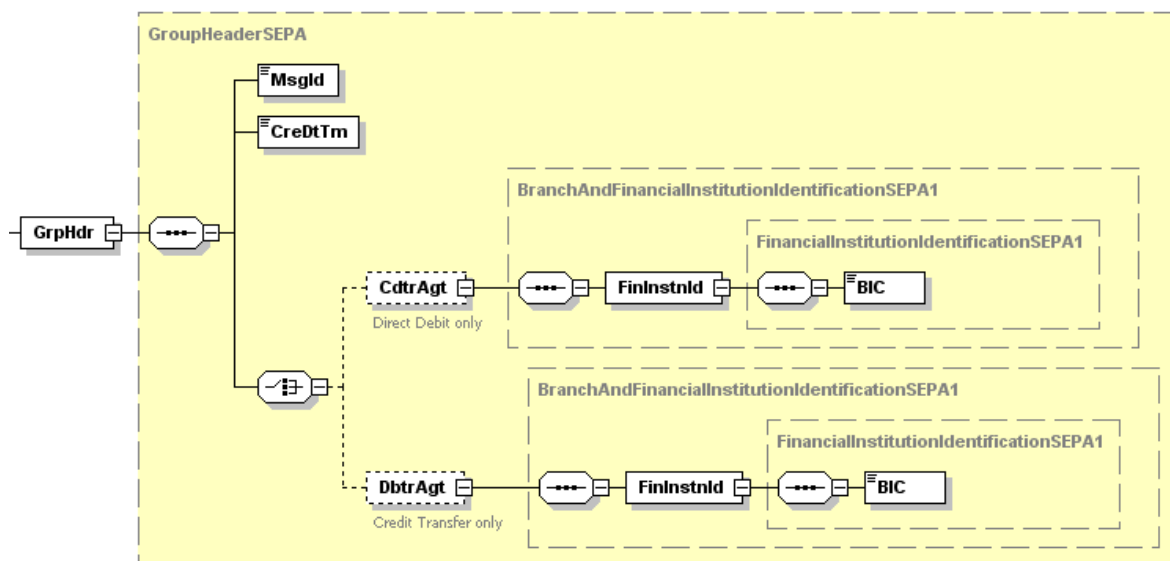 GroupHeaderSEPA
MsgId
CreDtTm
BranchAndFinancialInstitutionIdentificationSEPA1
FinancialInstitutionIdentificationSEPA1
GrpHdr
CdtrAgt
FinInstnId
BIC
Direct Debit only
BranchAndFinancialInstitutionIdentificationSEPA1
FinancialInstitutionIdentificationSEPA1
DbtrAgt
FinInstnId
BIC
Credit Transfer only